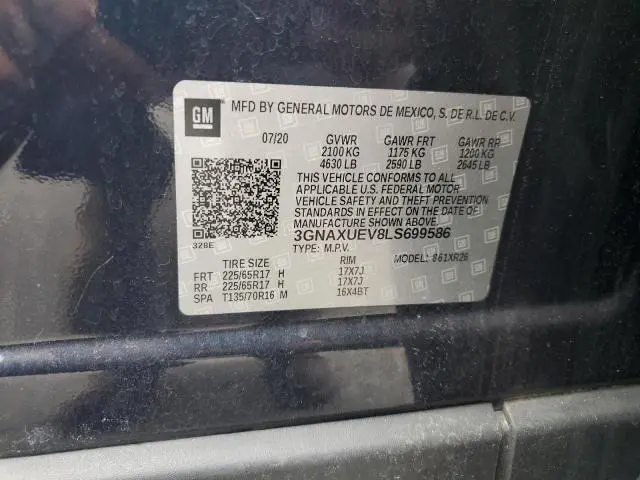 GM MFD BY GENERAL MOTORS DE MEXICO, S. DE R.L. DE C.V.
07/20 GVWR GAWR FRT GAWR RR
2100 KG 1175 KG 1200 KG
4630 LB 2590 LB 2645 LB
THIS VEHICLE CONFORMS TO ALL
APPLICABLE U.S. FEDERAL MOTOR
VEHICLE SAFETY AND THEFT PREVENTION
STANDARDS IN EFFECT ON THE DATE OF
MANUFACTURE SHOWN ABOVE.
3GNAXUEV8LS699586
328E TYPE: M.P.V. MODEL: 861XR26
TIRE SIZE RIM
FRT 225/65R17 H 17X7J
RR 225/65R17 H 17X7J
SPA T135/70R16 M 16X4BT